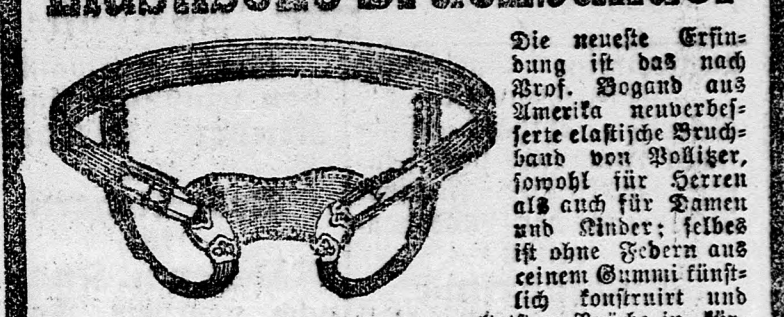 Die neueste Erfin=
dung ist das nach
Prof. Bogand aus
Amerika neuverbes=
serte elastische Bruch=
band von Pollitzer,
sowohl für Herren
als auch für Damen
und Kinder; selbes
ist ohne Federn aus
reinem Gummi künst=
lich konstruirt und